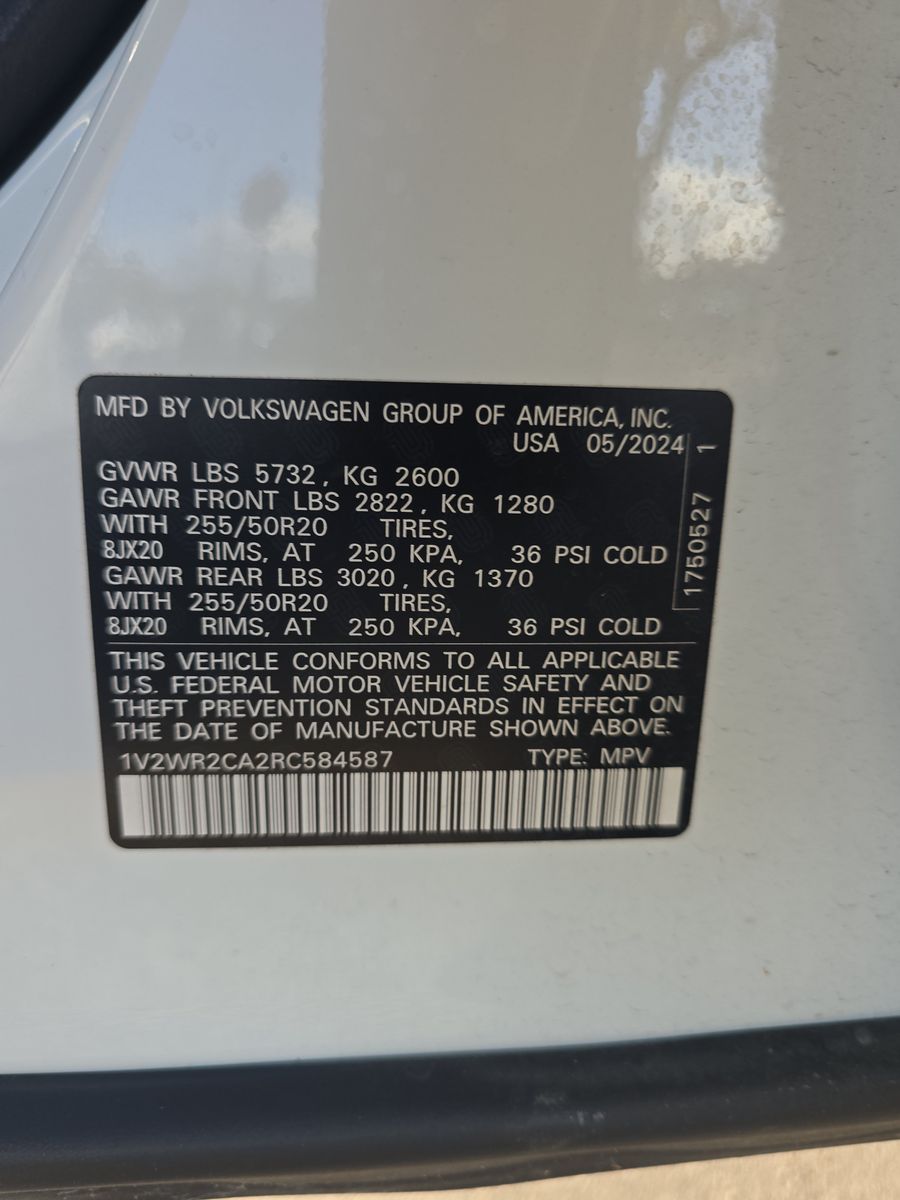 MFD BY VOLKSWAGEN GROUP OF AMERICA, INC.
USA 05/2024
GVWR LBS 5732, KG 2600
GAWR FRONT LBS 2822, KG 1280
WITH 255/50R20 TIRES,
8JX20 RIMS, AT 250 KPA, 36 PSI COLD
GAWR REAR LBS 3020, KG 1370
WITH 255/50R20 TIRES,
8JX20 RIMS, AT 250 KPA, 36 PSI COLD
1750527 1
THIS VEHICLE CONFORMS TO ALL APPLICABLE
U.S. FEDERAL MOTOR VEHICLE SAFETY AND
THEFT PREVENTION STANDARDS IN EFFECT ON
THE DATE OF MANUFACTURE SHOWN ABOVE.
1V2WR2CA2RC584587 TYPE: MPV